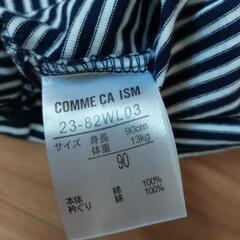 COMME CA ISM
23-82WL03
サイズ 身長 90cm
体重 13kg
90
本体 綿 100%
衿ぐり 綿 100%